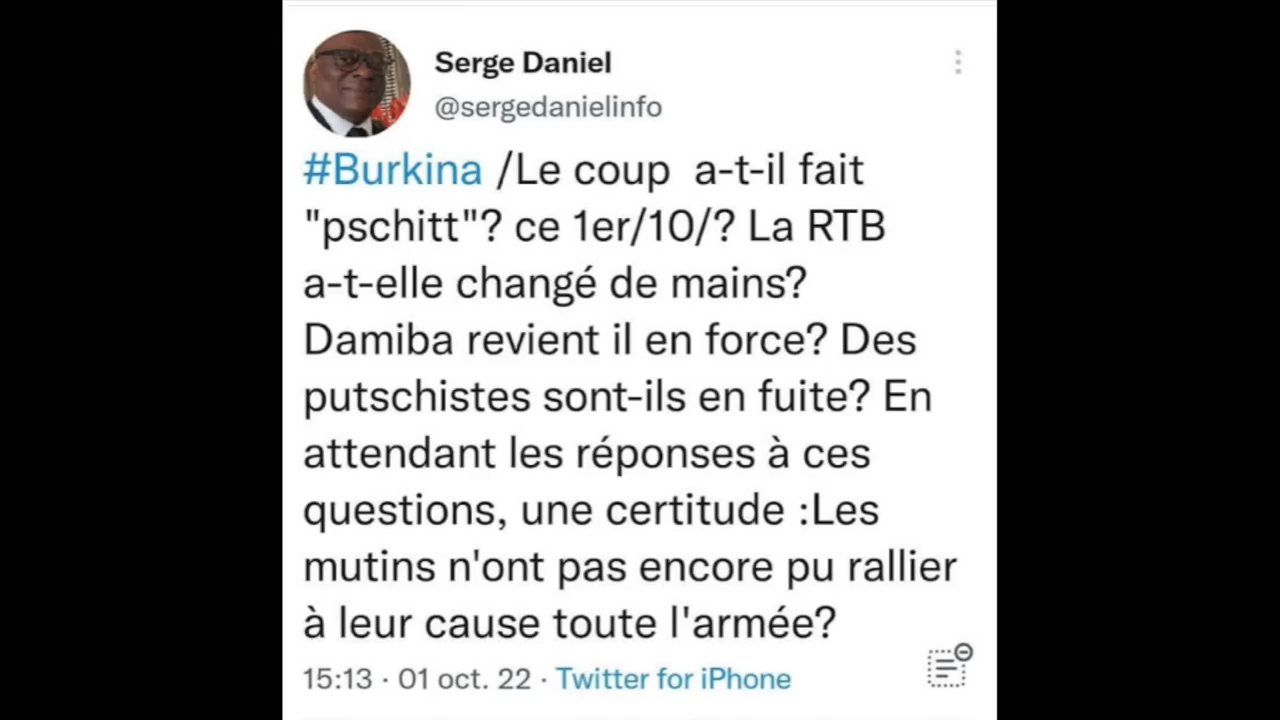 Serge Daniel
@sergedanielinfo
#Burkina /Le coup  a-t-il fait
"pschitt"? ce 1er/10/? La RTB
a-t-elle changé de mains?
Damiba revient il en force? Des
putschistes sont-ils en fuite? En
attendant les réponses à ces
questions, une certitude :Les
mutins n'ont pas encore pu rallier
à leur cause toute l'armée?
15:13 · 01 oct. 22 · Twitter for iPhone